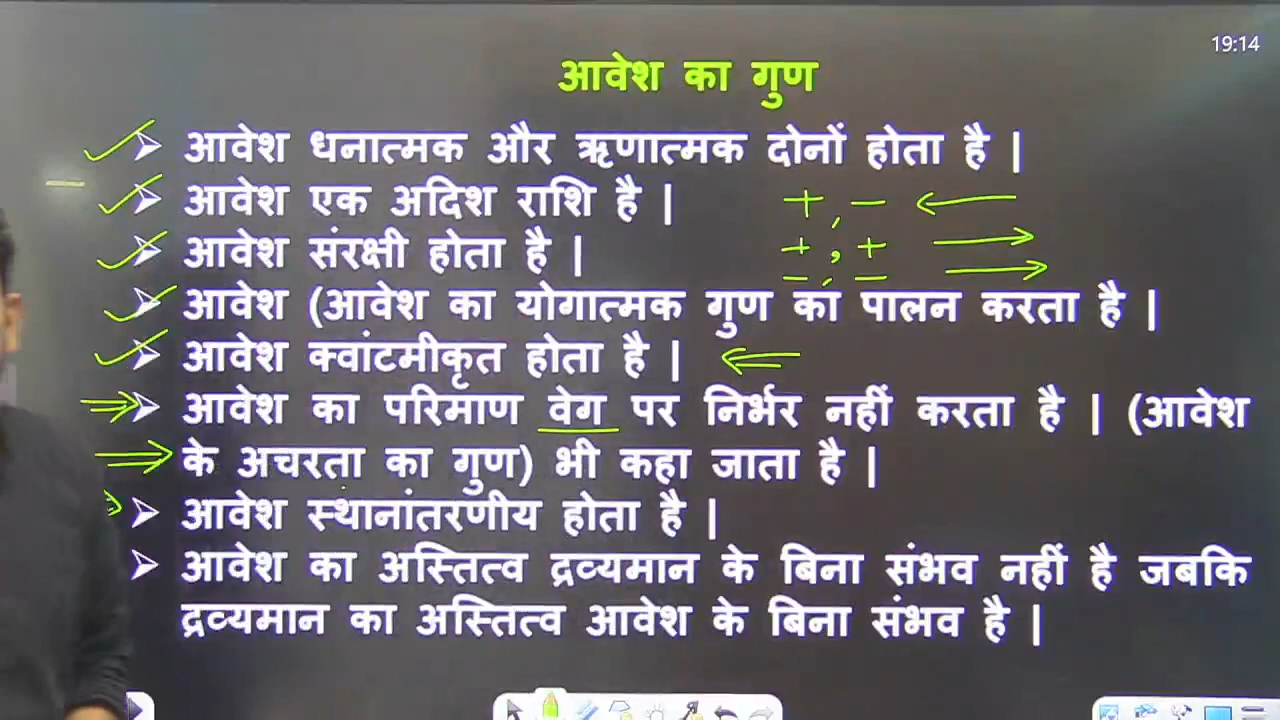 19:14
आवेश का गुण
➢ आवेश धनात्मक और ऋणात्मक दोनों होता है |
➢ आवेश एक अदिश राशि है |
+ , -
➢ आवेश संरक्षी होता है |
+ , +
- , -
➢ आवेश (आवेश का योगात्मक गुण का पालन करता है |
➢ आवेश क्वांटमीकृत होता है |
➢ आवेश का परिमाण वेग पर निर्भर नहीं करता है | (आवेश
के अचरता का गुण) भी कहा जाता है |
➢ आवेश स्थानांतरणीय होता है |
➢ आवेश का अस्तित्व द्रव्यमान के बिना संभव नहीं है जबकि
द्रव्यमान का अस्तित्व आवेश के बिना संभव है |